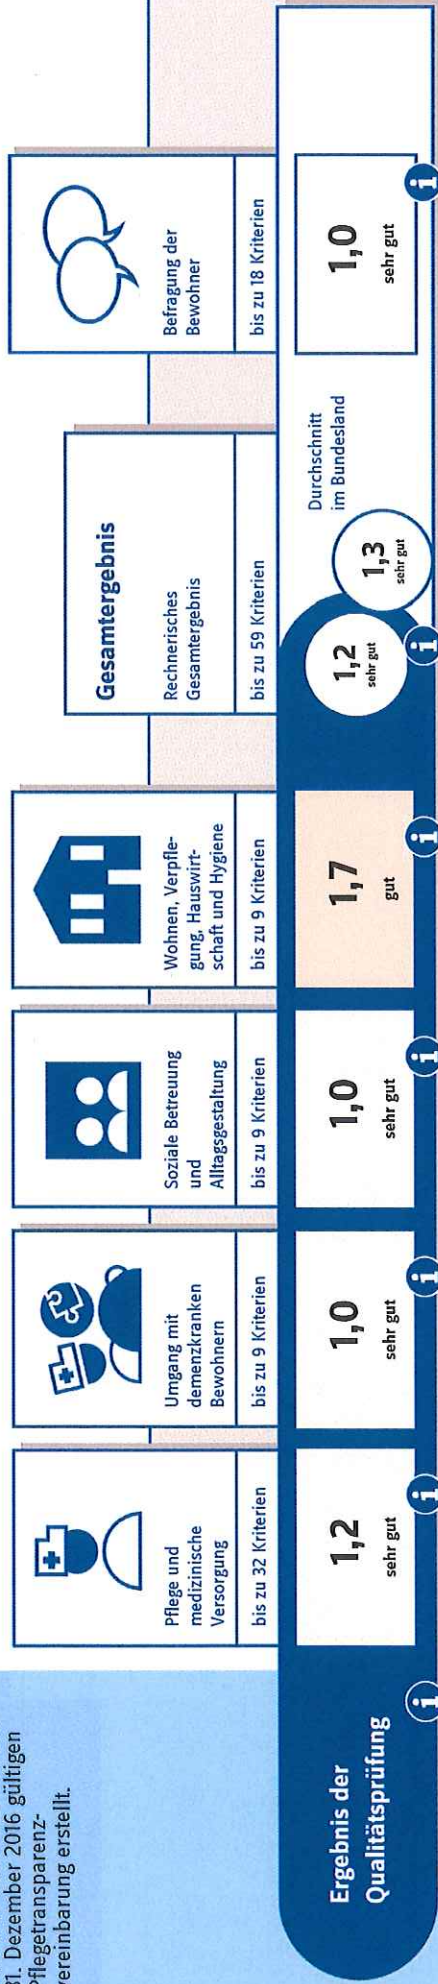 31. Dezember 2016 gültigen
Pflegetransparenz-
vereinbarung erstellt.
Pflege und
medizinische
Versorgung
bis zu 32 Kriterien
Umgang mit
demenzkranken
Bewohnern
bis zu 9 Kriterien
Soziale Betreuung
und
Alltagsgestaltung
bis zu 9 Kriterien
Wohnen, Verpfle-
gung, Hauswirt-
schaft und Hygiene
bis zu 9 Kriterien
Gesamtergebnis
Rechnerisches
Gesamtergebnis
bis zu 59 Kriterien
Befragung der
Bewohner
bis zu 18 Kriterien
Ergebnis der
Qualitätsprüfung
i
1,2
sehr gut
i
1,0
sehr gut
i
1,0
sehr gut
i
1,7
gut
i
1,2
sehr gut
i
1,3
sehr gut
Durchschnitt
im Bundesland
1,0
sehr gut
i